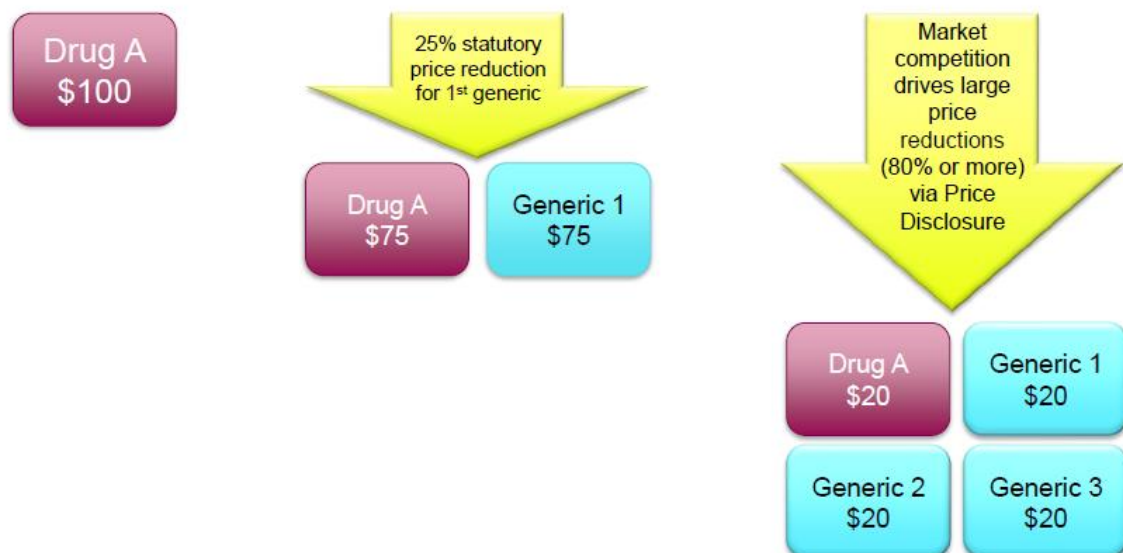 Drug A
$100
25% statutory
price reduction
for 1st generic
Drug A
$75
Generic 1
$75
Market
competition
drives large
price
reductions
(80% or more)
via Price
Disclosure
Drug A
$20
Generic 1
$20
Generic 2
$20
Generic 3
$20